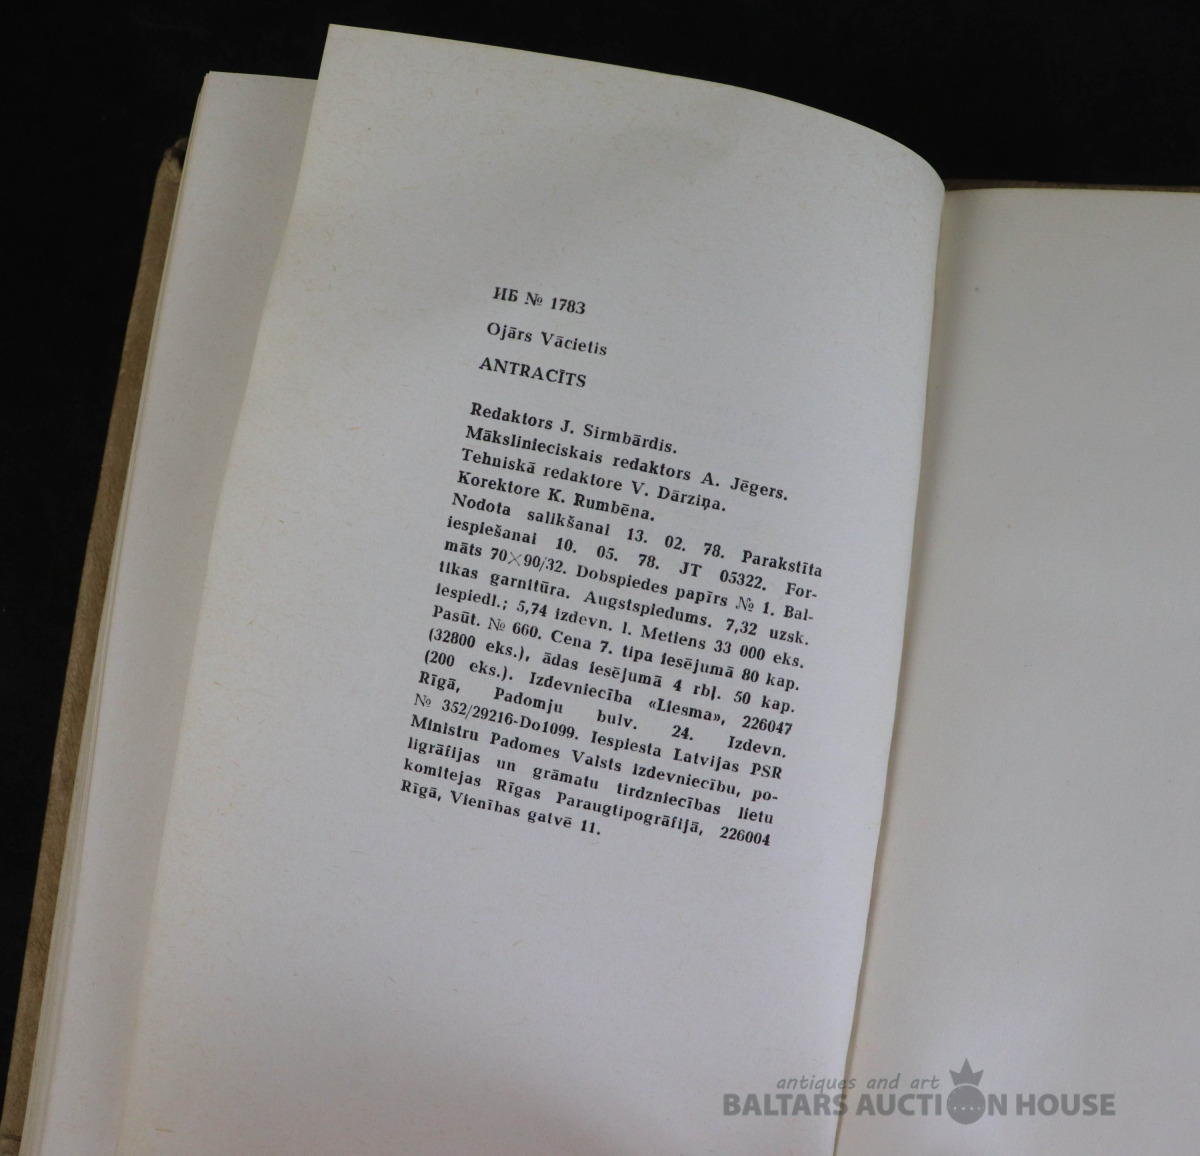 ИБ № 1783
Ojārs Vācietis
ANTRACĪTS
Redaktors J. Sirmbārdis.
Mākslinieciskais redaktors A. Jēgers.
Tehniskā redaktore V. Dārziņa.
Korektore K. Rumbēna.
Nodota salikšanai 13. 02. 78. Parakstīta
iespiešanai 10. 05. 78. JT 05322. For-
māts 70×90/32. Dobspiedes papīrs № 1. Bal-
tikas garnitūra. Augstspiedums. 7,32 uzsk.
iespiedl.; 5,74 izdevn. l. Metiens 33 000 eks.
Pasūt. № 660. Cena 7. tipa iesējumā 80 kap.
(32800 eks.), ādas iesējumā 4 rbļ. 50 kap.
(200 eks.). Izdevniecība «Liesma», 226047
Rīgā, Padomju bulv. 24. Izdevn.
№ 352/29216-Do1099. Iespiesta Latvijas PSR
Ministru Padomes Valsts izdevniecību, po-
ligrāfijas un grāmatu tirdzniecības lietu
komitejas Rīgas Paraugtipogrāfijā, 226004
Rīgā, Vienības gatvē 11.
antiques and art
BALTARS AUCTION HOUSE